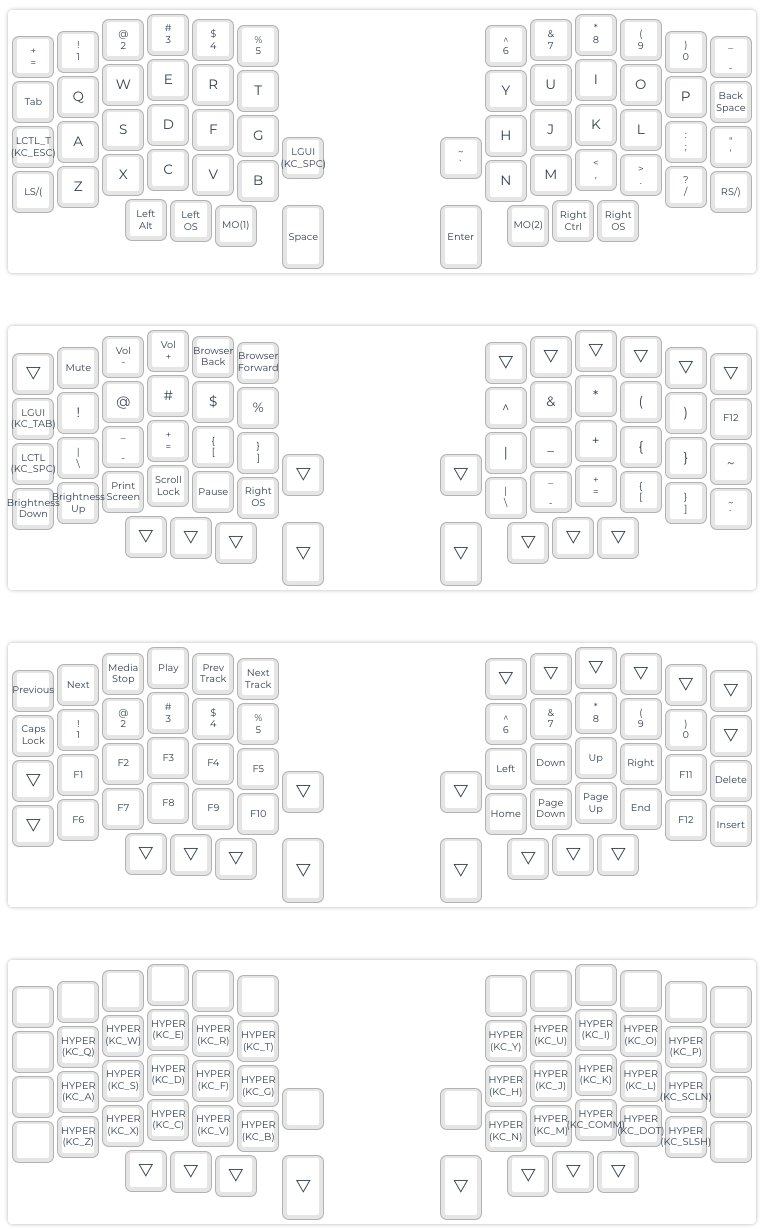 +
=
!
1
@
2
#
3
$
4
%
5
^
6
&
7
*
8
(
9
)
0
_
-
Tab
Q
W
E
R
T
Y
U
I
O
P
Back
Space
LCTL_T
(KC_ESC)
A
S
D
F
G
LGUI
(KC_SPC)
~
`
H
J
K
L
:
;
"
'
LS/(
Z
X
C
V
B
N
M
<
,
>
.
?
/
RS/)
Left
Alt
Left
OS
MO(1)
Space
Enter
MO(2)
Right
Ctrl
Right
OS
▽
Mute
Vol
-
Vol
+
Browser
Back
Browser
Forward
▽
▽
▽
▽
▽
▽
LGUI
(KC_TAB)
!
@
#
$
%
^
&
*
(
)
F12
LCTL
(KC_SPC)
|
\
_
-
+
=
{
[
}
]
▽
▽
|
_
+
{
}
~
Brightness
Down
Brightness
Up
Print
Screen
Scroll
Lock
Pause
Right
OS
|
\
_
-
+
=
{
[
}
]
~
`
▽
▽
▽
▽
▽
▽
▽
▽
Previous
Next
Media
Stop
Play
Prev
Track
Next
Track
▽
▽
▽
▽
▽
▽
Caps
Lock
!
1
@
2
#
3
$
4
%
5
^
6
&
7
*
8
(
9
)
0
▽
▽
F1
F2
F3
F4
F5
▽
▽
Left
Down
Up
Right
F11
Delete
▽
F6
F7
F8
F9
F10
Home
Page
Down
Page
Up
End
F12
Insert
▽
▽
▽
▽
▽
▽
▽
▽
HYPER
(KC_Q)
HYPER
(KC_W)
HYPER
(KC_E)
HYPER
(KC_R)
HYPER
(KC_T)
HYPER
(KC_Y)
HYPER
(KC_U)
HYPER
(KC_I)
HYPER
(KC_O)
HYPER
(KC_P)
HYPER
(KC_A)
HYPER
(KC_S)
HYPER
(KC_D)
HYPER
(KC_F)
HYPER
(KC_G)
HYPER
(KC_H)
HYPER
(KC_J)
HYPER
(KC_K)
HYPER
(KC_L)
HYPER
(KC_SCLN)
HYPER
(KC_Z)
HYPER
(KC_X)
HYPER
(KC_C)
HYPER
(KC_V)
HYPER
(KC_B)
HYPER
(KC_N)
HYPER
(KC_M)
HYPER
(KC_COMM)
HYPER
(KC_DOT)
HYPER
(KC_SLSH)
▽
▽
▽
▽
▽
▽
▽
▽